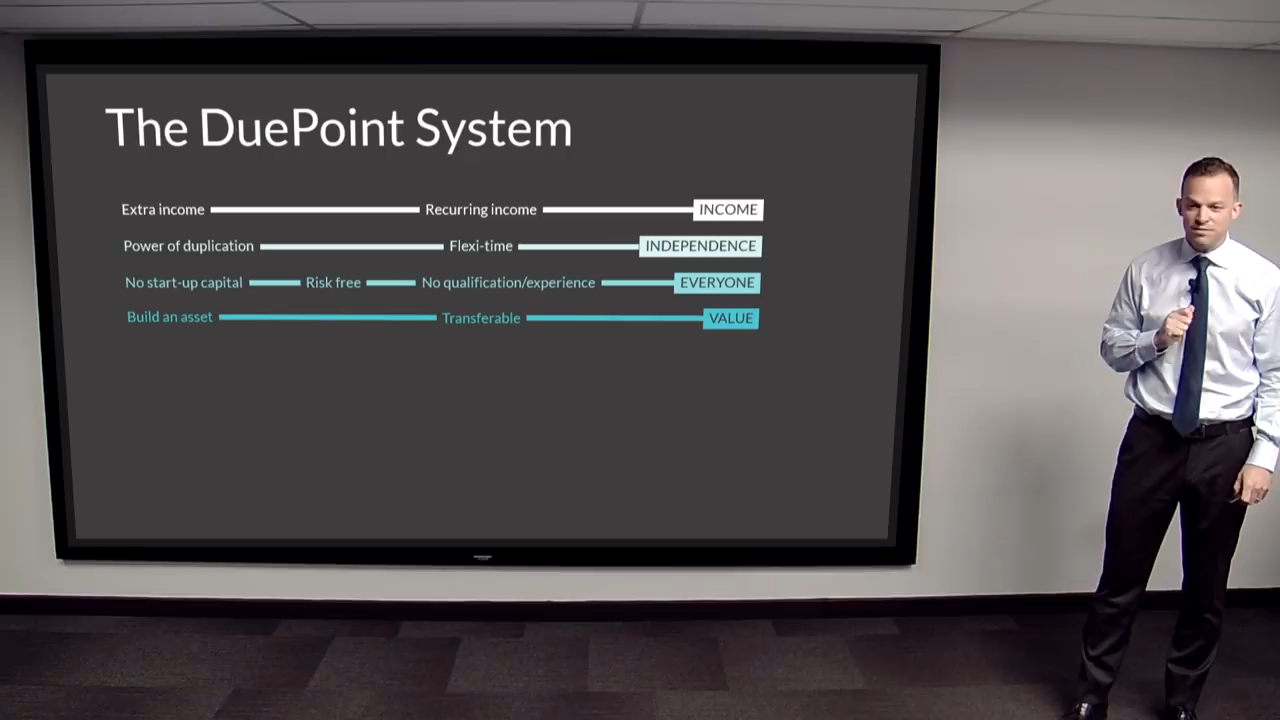 The DuePoint System
Extra income Recurring income INCOME
Power of duplication Flexi-time INDEPENDENCE
No start-up capital Risk free No qualification/experience EVERYONE
Build an asset Transferable VALUE